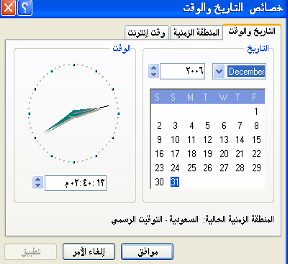 خصائص التاريخ والوقت
التاريخ والوقت
المنطقة الزمنية
وقت إنترنت
التاريخ
December
٢٠٠٦
S M T W T F S
1
2 3 4 5 6 7 8
9 10 11 12 13 14 15
16 17 18 19 20 21 22
23 24 25 26 27 28 29
30 31
الوقت
٠٢:٤٠:١٣م
المنطقة الزمنية الحالية: السعودية - التوقيت الرسمي
موافق
إلغاء الأمر
تطبيق